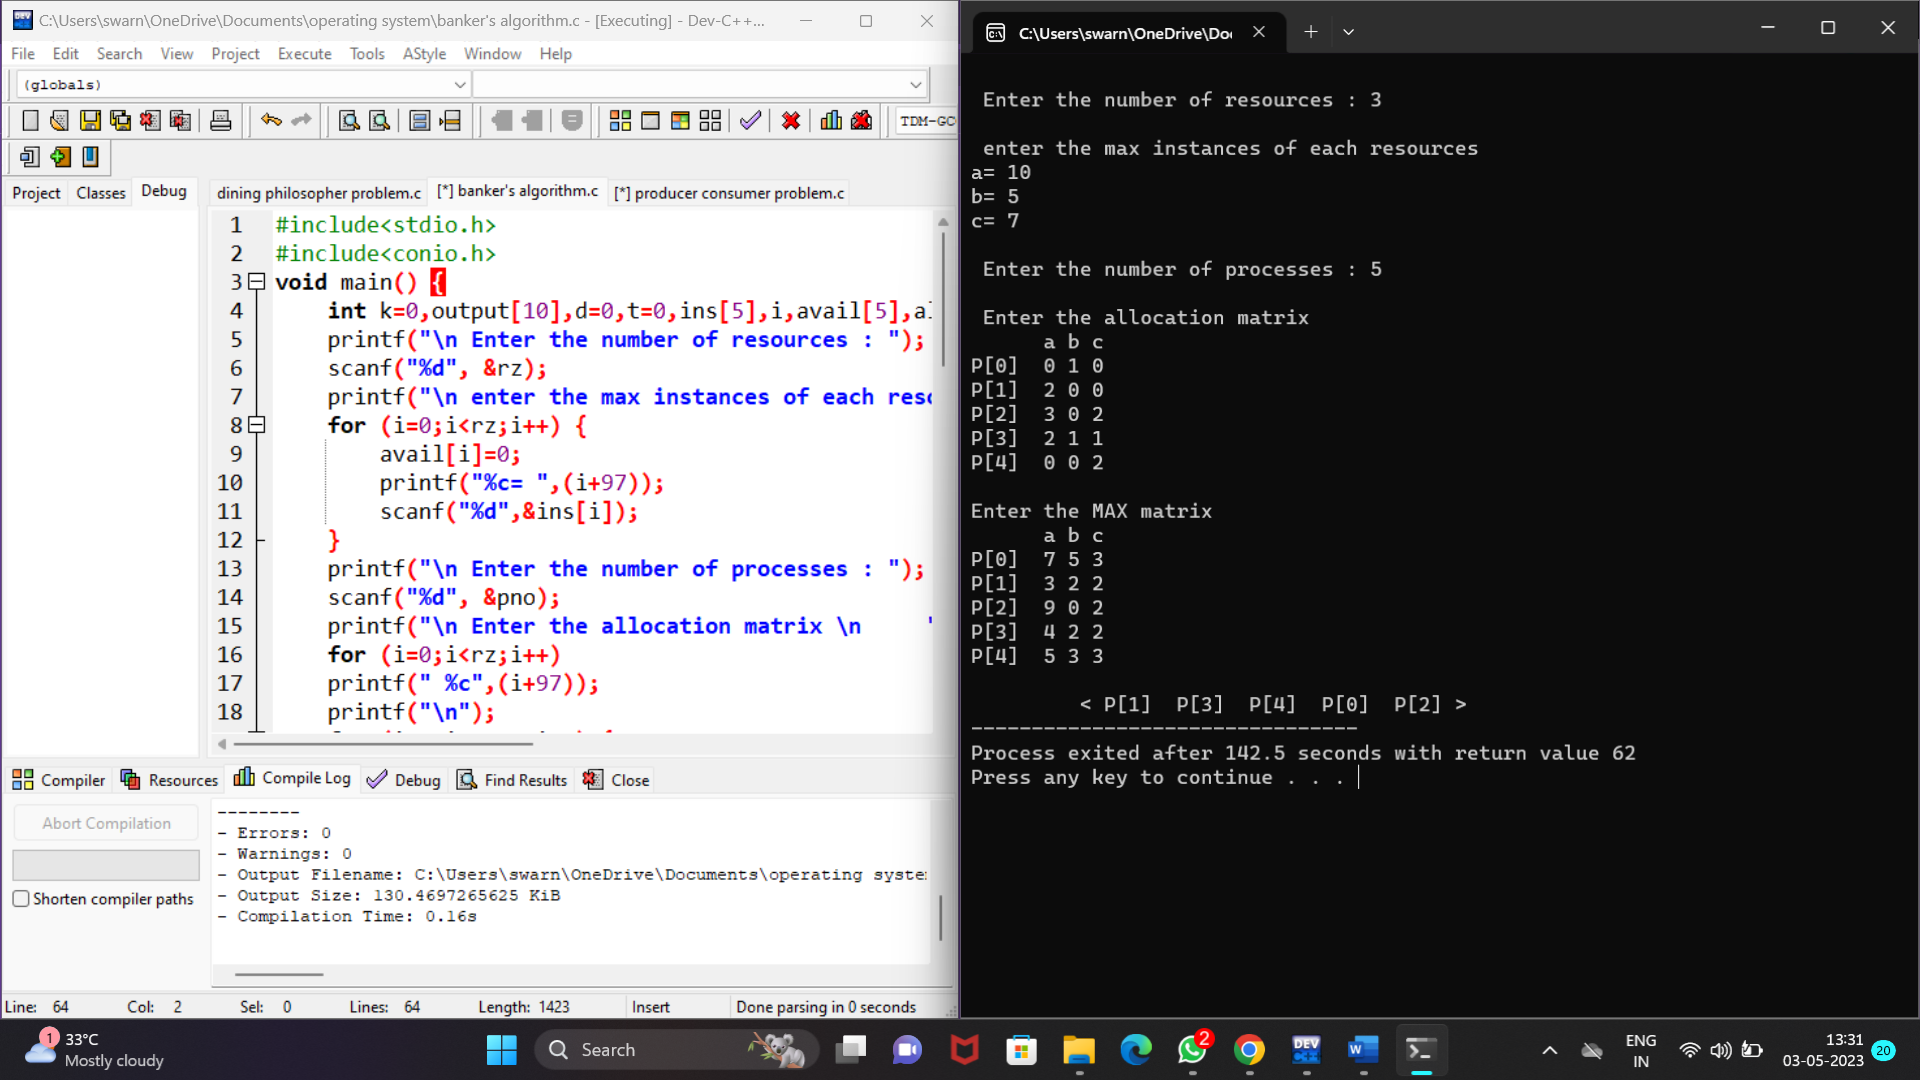 C:\Users\swarn\OneDrive\Documents\operating system\banker's algorithm.c - [Executing] - Dev-C++...
File Edit Search View Project Execute Tools AStyle Window Help
(globals)
TDM-GC
Project Classes Debug
dining philosopher problem.c [*] banker's algorithm.c [*] producer consumer problem.c
1 #include<stdio.h>
2 #include<conio.h>
3 void main() {
4 int k=0,output[10],d=0,t=0,ins[5],i,avail[5],al
5 printf("\n Enter the number of resources : ");
6 scanf("%d", &rz);
7 printf("\n enter the max instances of each reso
8 for (i=0;i<rz;i++) {
9 avail[i]=0;
10 printf("%c= ",(i+97));
11 scanf("%d",&ins[i]);
12 }
13 printf("\n Enter the number of processes : ");
14 scanf("%d", &pno);
15 printf("\n Enter the allocation matrix \n "
16 for (i=0;i<rz;i++)
17 printf(" %c",(i+97));
18 printf("\n");
Compiler Resources Compile Log Debug Find Results Close
Abort Compilation
Shorten compiler paths
--------
- Errors: 0
- Warnings: 0
- Output Filename: C:\Users\swarn\OneDrive\Documents\operating system
- Output Size: 130.4697265625 KiB
- Compilation Time: 0.16s
Line: 64 Col: 2 Sel: 0 Lines: 64 Length: 1423 Insert Done parsing in 0 seconds
C:\Users\swarn\OneDrive\Doc
Enter the number of resources : 3
enter the max instances of each resources
a= 10
b= 5
c= 7
Enter the number of processes : 5
Enter the allocation matrix
a b c
P[0] 0 1 0
P[1] 2 0 0
P[2] 3 0 2
P[3] 2 1 1
P[4] 0 0 2
Enter the MAX matrix
a b c
P[0] 7 5 3
P[1] 3 2 2
P[2] 9 0 2
P[3] 4 2 2
P[4] 5 3 3
< P[1] P[3] P[4] P[0] P[2] >
--------------------------------
Process exited after 142.5 seconds with return value 62
Press any key to continue . . .
1
33°C
Mostly cloudy
Search
2
DEV C++
ENG
IN
13:31
03-05-2023
20